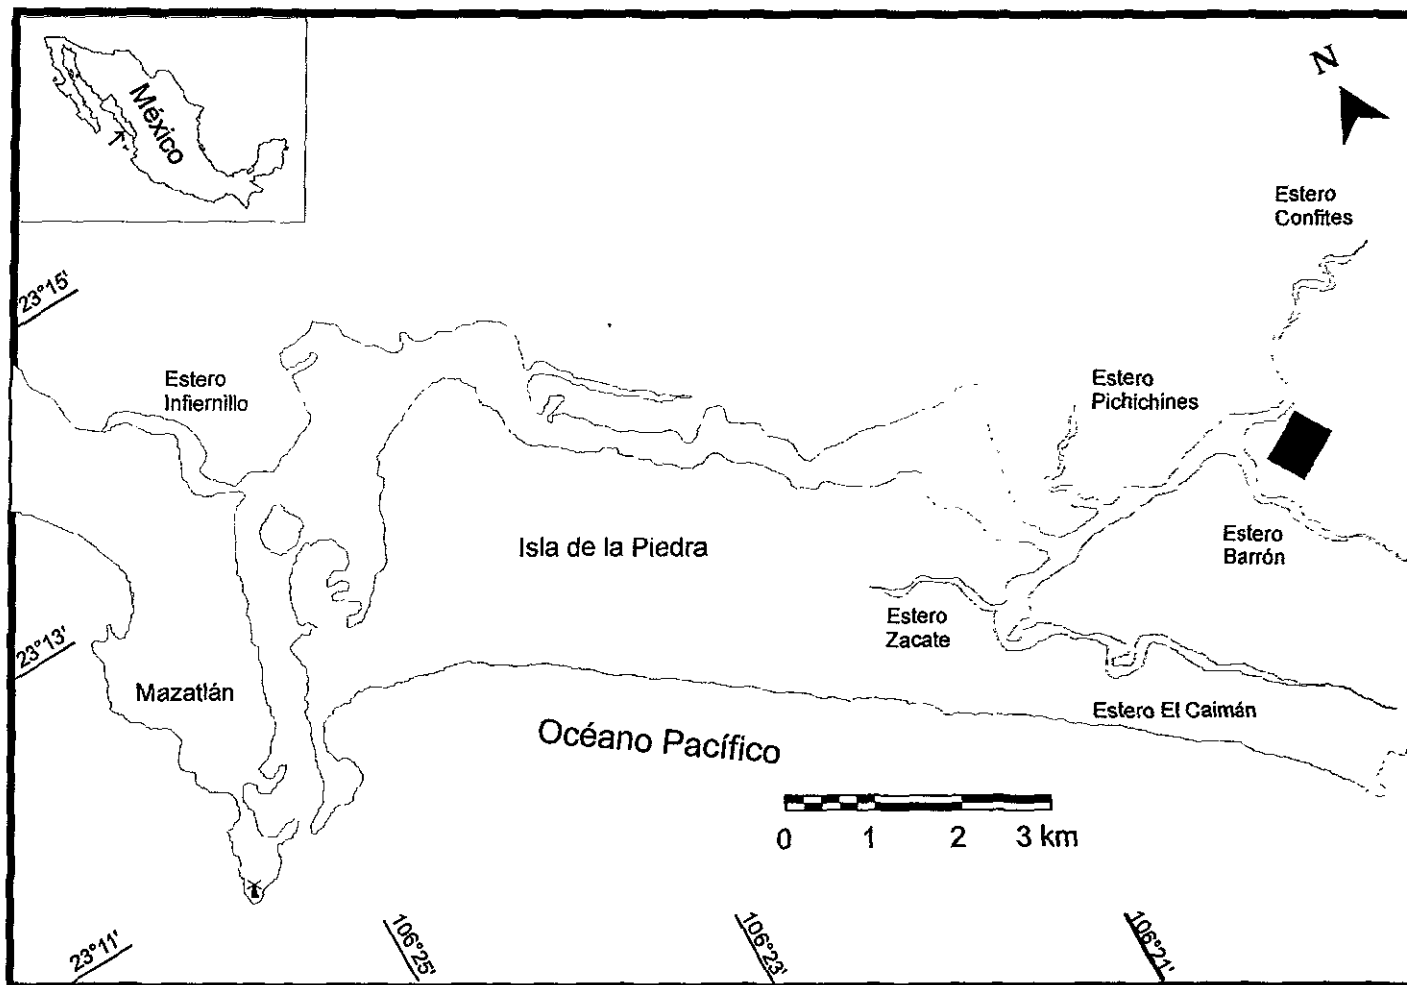 México
N
Estero
Confites
23°15'
Estero
Infiernillo
Estero
Pichichines
Isla de la Piedra
Estero
Barrón
Estero
Zacate
23°13'
Mazatlán
Estero El Caimán
Océano Pacífico
0 1 2 3 km
23°11'
106°25'
106°23'
106°21'